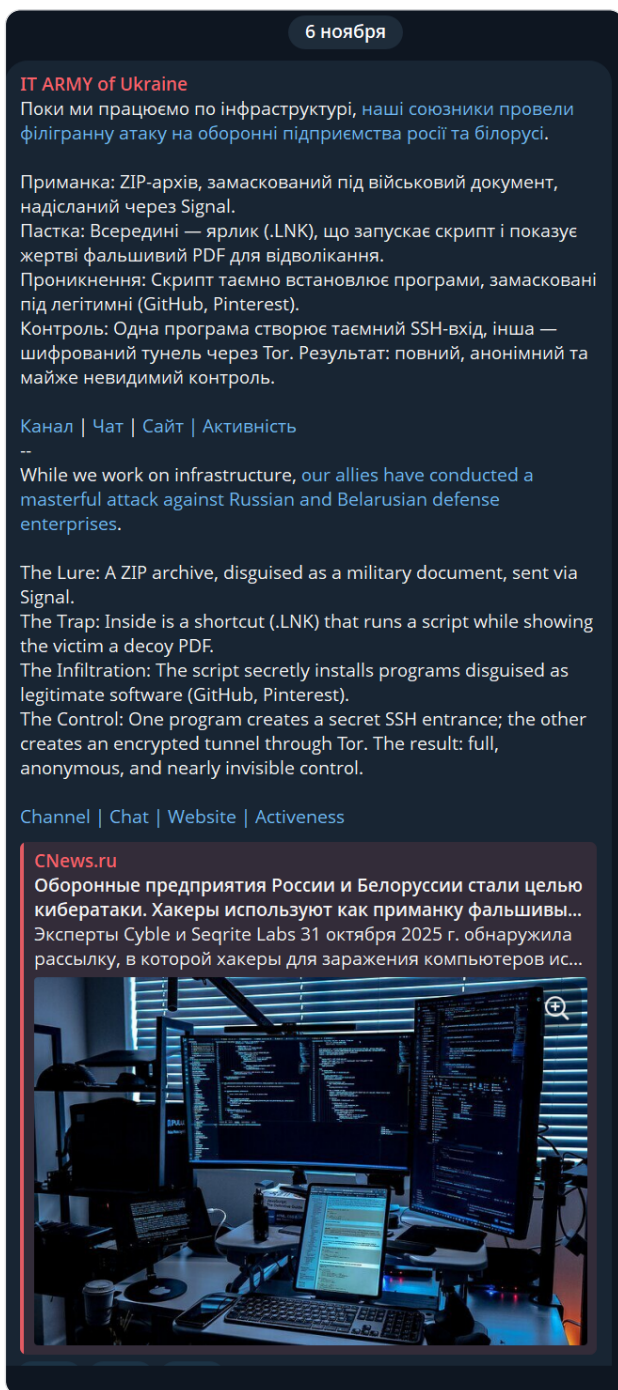 6 ноября
IT ARMY of Ukraine
Поки ми працюємо по інфраструктурі, наші союзники провели
філігранну атаку на оборонні підприємства росії та білорусі.
Приманка: ZIP-архів, замаскований під військовий документ,
надісланий через Signal.
Пастка: Всередині — ярлик (.LNK), що запускає скрипт і показує
жертві фальшивий PDF для відволікання.
Проникнення: Скрипт таємно встановлює програми, замасковані
під легітимні (GitHub, Pinterest).
Контроль: Одна програма створює таємний SSH-вхід, інша —
шифрований тунель через Tor. Результат: повний, анонімний та
майже невидимий контроль.
Канал | Чат | Сайт | Активність
--
While we work on infrastructure, our allies have conducted a
masterful attack against Russian and Belarusian defense
enterprises.
The Lure: A ZIP archive, disguised as a military document, sent via
Signal.
The Trap: Inside is a shortcut (.LNK) that runs a script while showing
the victim a decoy PDF.
The Infiltration: The script secretly installs programs disguised as
legitimate software (GitHub, Pinterest).
The Control: One program creates a secret SSH entrance; the other
creates an encrypted tunnel through Tor. The result: full,
anonymous, and nearly invisible control.
Channel | Chat | Website | Activeness
CNews.ru
Оборонные предприятия России и Белоруссии стали целью
кибератаки. Хакеры используют как приманку фальшивы...
Эксперты Cyble и Seqrite Labs 31 октября 2025 г. обнаружила
рассылку, в которой хакеры для заражения компьютеров ис...